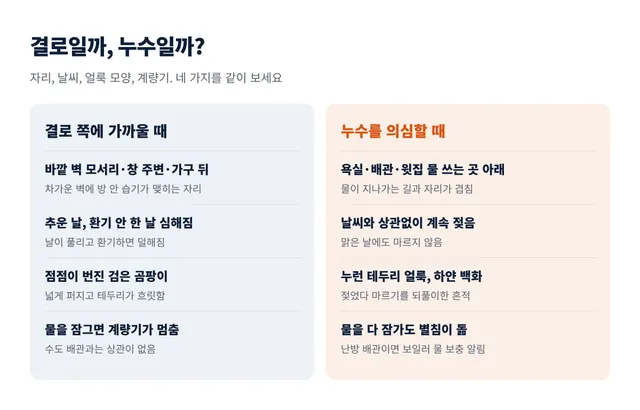 결로일까, 누수일까?
자리, 날씨, 얼룩 모양, 계량기. 네 가지를 같이 보세요
결로 쪽에 가까울 때
바깥 벽 모서리·창 주변·가구 뒤
차가운 벽에 방 안 습기가 맺히는 자리
추운 날, 환기 안 한 날 심해짐
날이 풀리고 환기하면 덜해짐
점점이 번진 검은 곰팡이
넓게 퍼지고 테두리가 흐릿함
물을 잠그면 계량기가 멈춤
수도 배관과는 상관이 없음
누수를 의심할 때
욕실·배관·윗집 물 쓰는 곳 아래
물이 지나가는 길과 자리가 겹침
날씨와 상관없이 계속 젖음
맑은 날에도 마르지 않음
누런 테두리 얼룩, 하얀 백화
젖었다 마르기를 되풀이한 흔적
물을 다 잠가도 별침이 돎
난방 배관이면 보일러 물 보충 알림